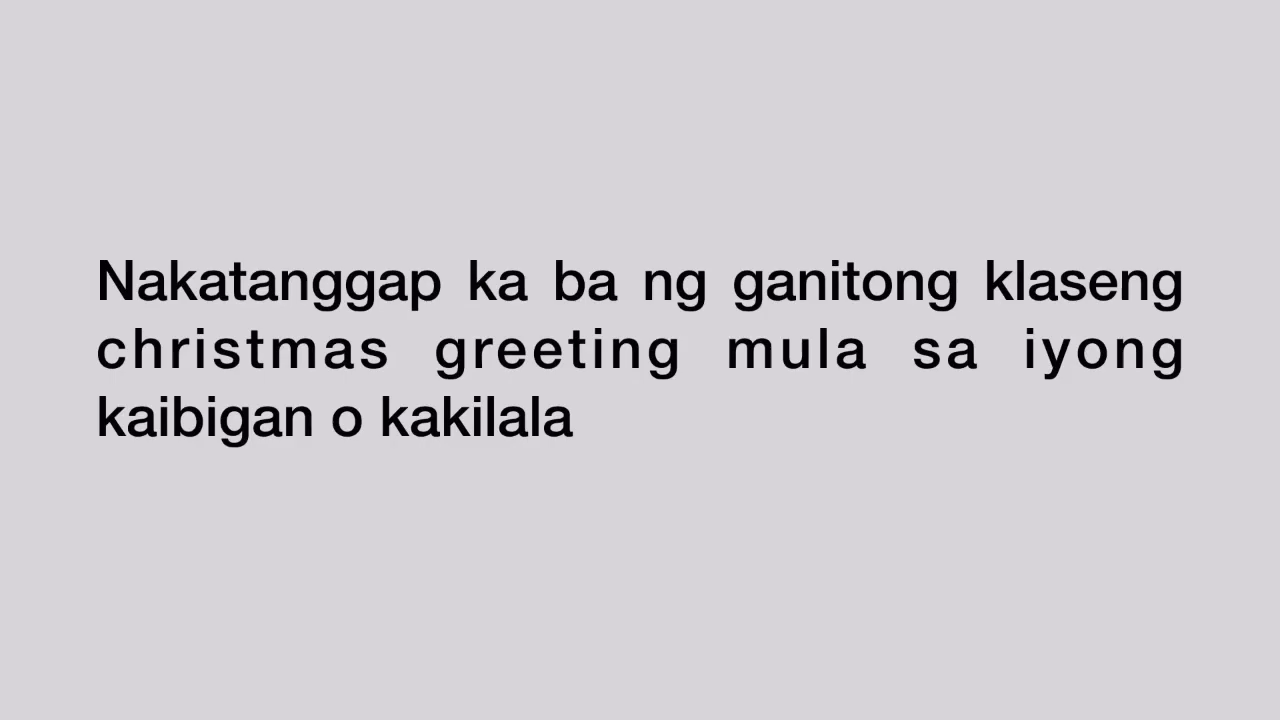 Nakatanggap ka ba ng ganitong klaseng
christmas greeting mula sa iyong
kaibigan o kakilala